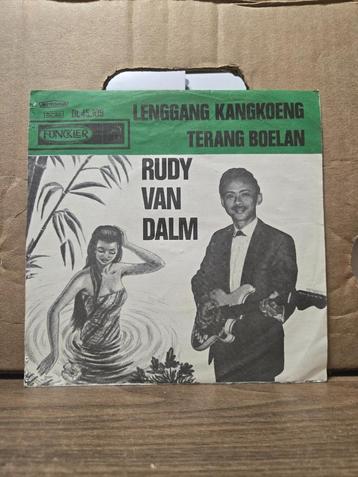 LENGGANG KANGKOENG
TERANG BOELAN
FUNCKLER
RUDY
VAN
DALM